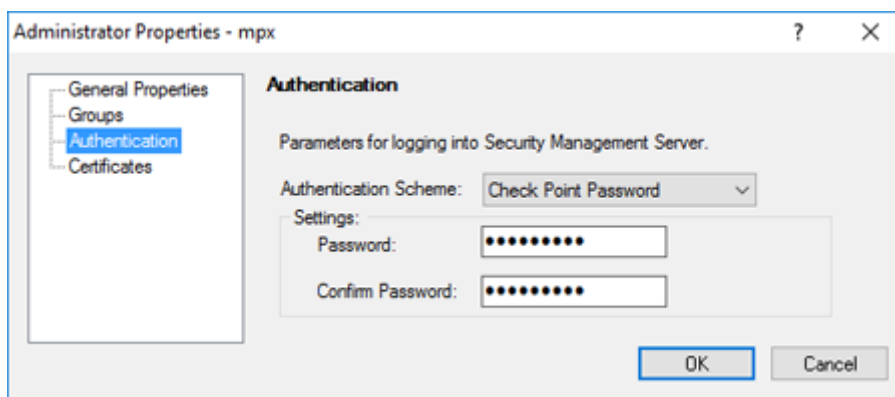 Administrator Properties - mpx
?
General Properties
Groups
Authentication
Certificates
Authentication
Parameters for logging into Security Management Server.
Authentication Scheme: Check Point Password
Settings:
Password: •••••••••
Confirm Password: •••••••••
OK Cancel